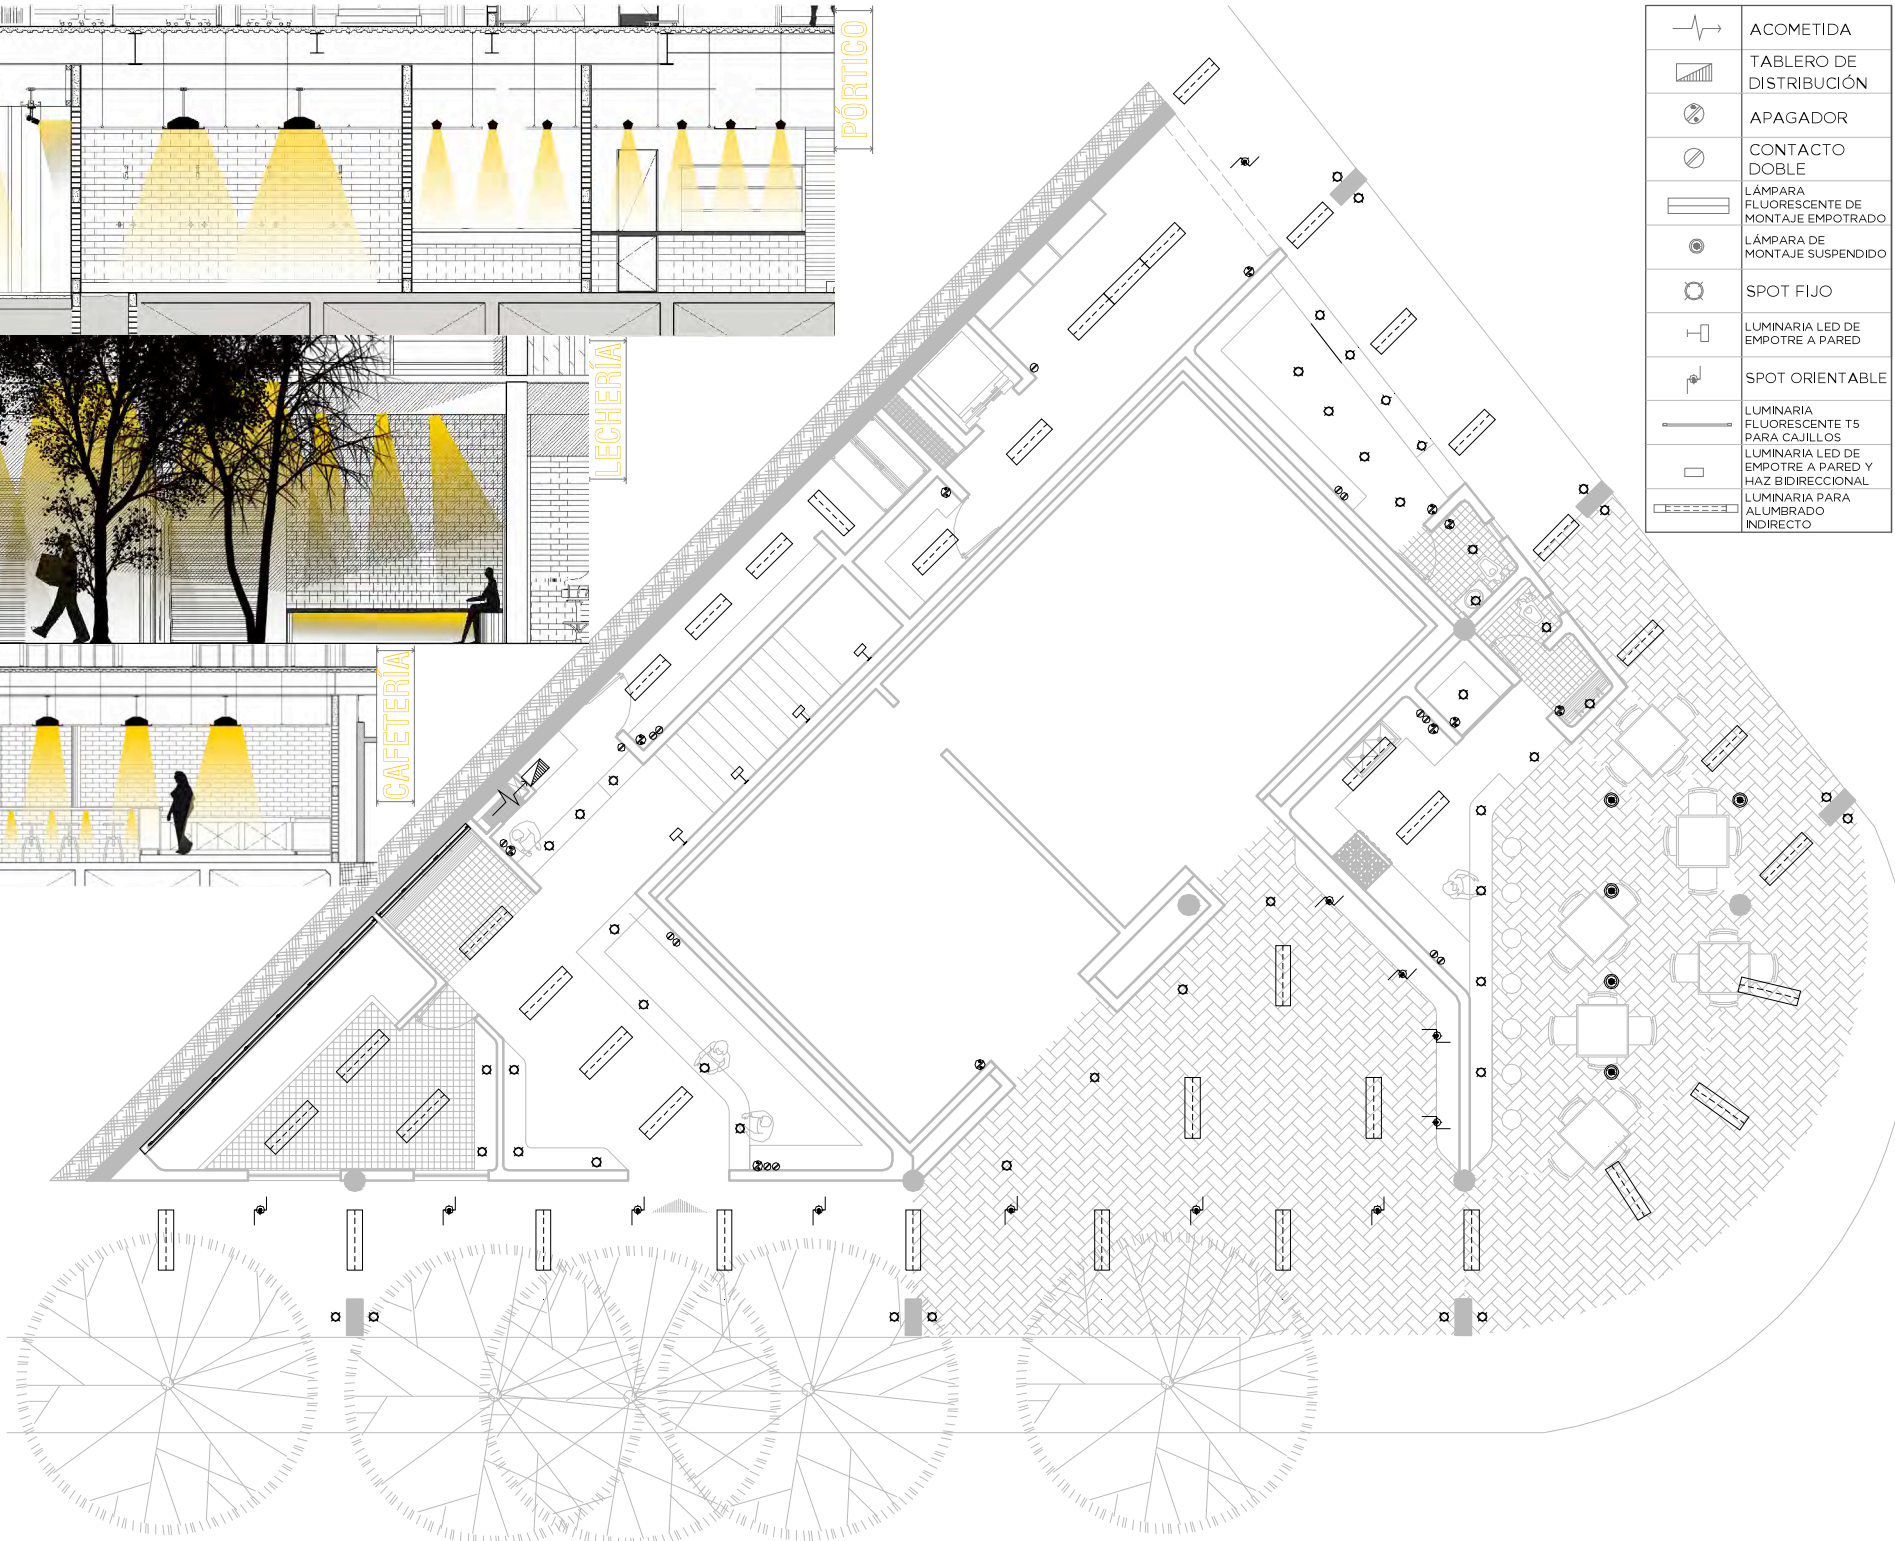 PÓRTICO
LECHERÍA
CAFETERÍA
ACOMETIDA
TABLERO DE
DISTRIBUCIÓN
APAGADOR
CONTACTO
DOBLE
LÁMPARA
FLUORESCENTE DE
MONTAJE EMPOTRADO
LÁMPARA DE
MONTAJE SUSPENDIDO
SPOT FIJO
LUMINARIA LED DE
EMPOTRE A PARED
SPOT ORIENTABLE
LUMINARIA
FLUORESCENTE T5
PARA CAJILLOS
LUMINARIA LED DE
EMPOTRE A PARED Y
HAZ BIDIRECCIONAL
LUMINARIA PARA
ALUMBRADO
INDIRECTO